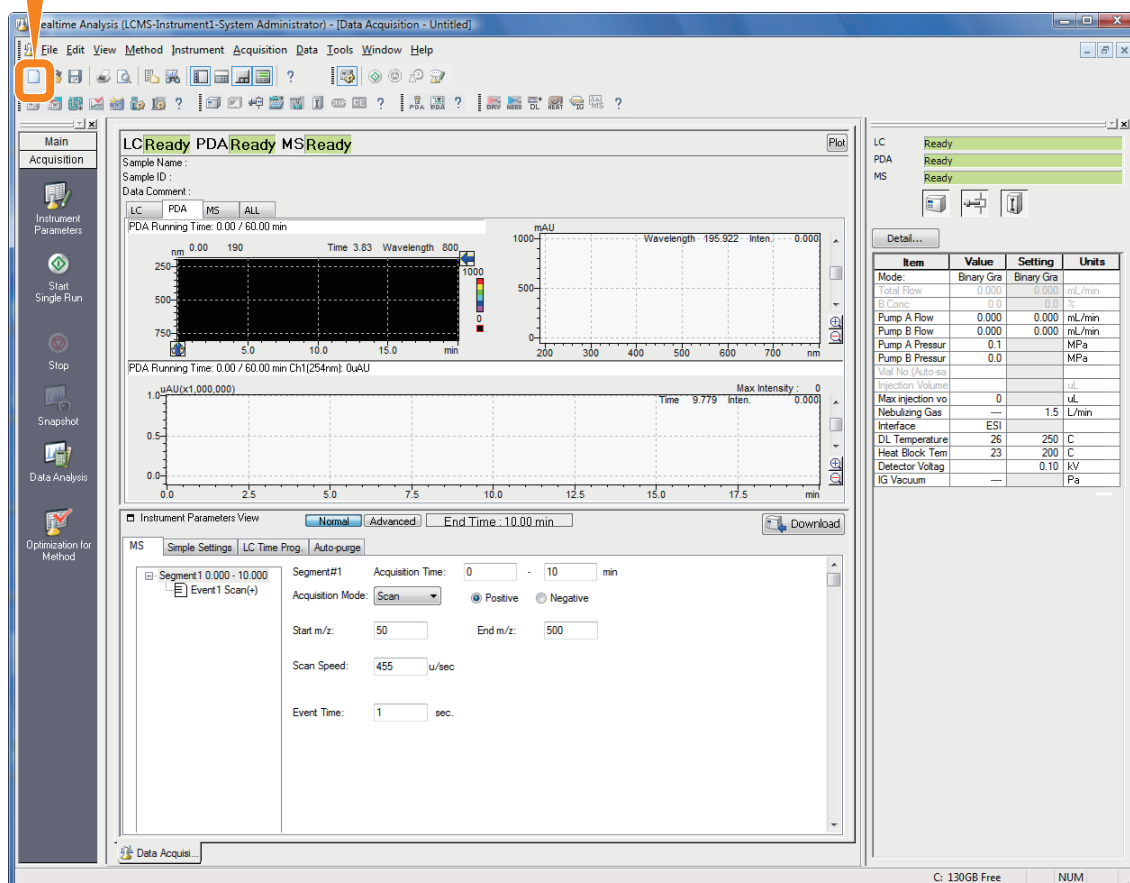 ealtime Analysis (LCMS-Instrument1-System Administrator) - [Data Acquisition - Untitled]
File Edit View Method Instrument Acquisition Data Tools Window Help
?
? ? PDA PDA ? DRV NEBU DL HEAT IG MS ?
Main
Acquisition
Instrument
Parameters
Start
Single Run
Stop
Snapshot
Data Analysis
Optimization for
Method
LC Ready PDA Ready MS Ready Plot
Sample Name :
Sample ID :
Data Comment :
LC PDA MS ALL
PDA Running Time: 0.00 / 60.00 min
nm 0.00 190 Time 3.83 Wavelength 800
250
500
750
1000
0
5.0 10.0 15.0 min
mAU
Wavelength 195.922 Inten. 0.000
1000
500
0
200 300 400 500 600 700 nm
PDA Running Time: 0.00 / 60.00 min Ch1(254nm): 0uAU
uAU(x1,000,000) Max Intensity : 0
Time 9.779 Inten. 0.000
1.0
0.5
0.0
0.0 2.5 5.0 7.5 10.0 12.5 15.0 17.5 min
Instrument Parameters View Normal Advanced End Time : 10.00 min Download
MS Simple Settings LC Time Prog. Auto-purge
Segment1 0.000 - 10.000
Event1 Scan(+)
Segment#1 Acquisition Time: 0 - 10 min
Acquisition Mode: Scan Positive Negative
Start m/z: 50 End m/z: 500
Scan Speed: 455 u/sec
Event Time: 1 sec.
Data Acquisi...
LC Ready
PDA Ready
MS Ready
Detail...
Item Value Setting Units
Mode: Binary Gra Binary Gra
Total Flow 0.000 0.000 mL/min
B.Conc 0.0 0.0 %
Pump A Flow 0.000 0.000 mL/min
Pump B Flow 0.000 0.000 mL/min
Pump A Pressur 0.1 MPa
Pump B Pressur 0.0 MPa
Vial No.(Auto-sa
Injection Volume uL
Max injection vo 0 uL
Nebulizing Gas ---- 1.5 L/min
Interface ESI
DL Temperature 26 250 C
Heat Block Tem 23 200 C
Detector Voltag 0.10 kV
IG Vacuum ---- Pa
C: 130GB Free NUM